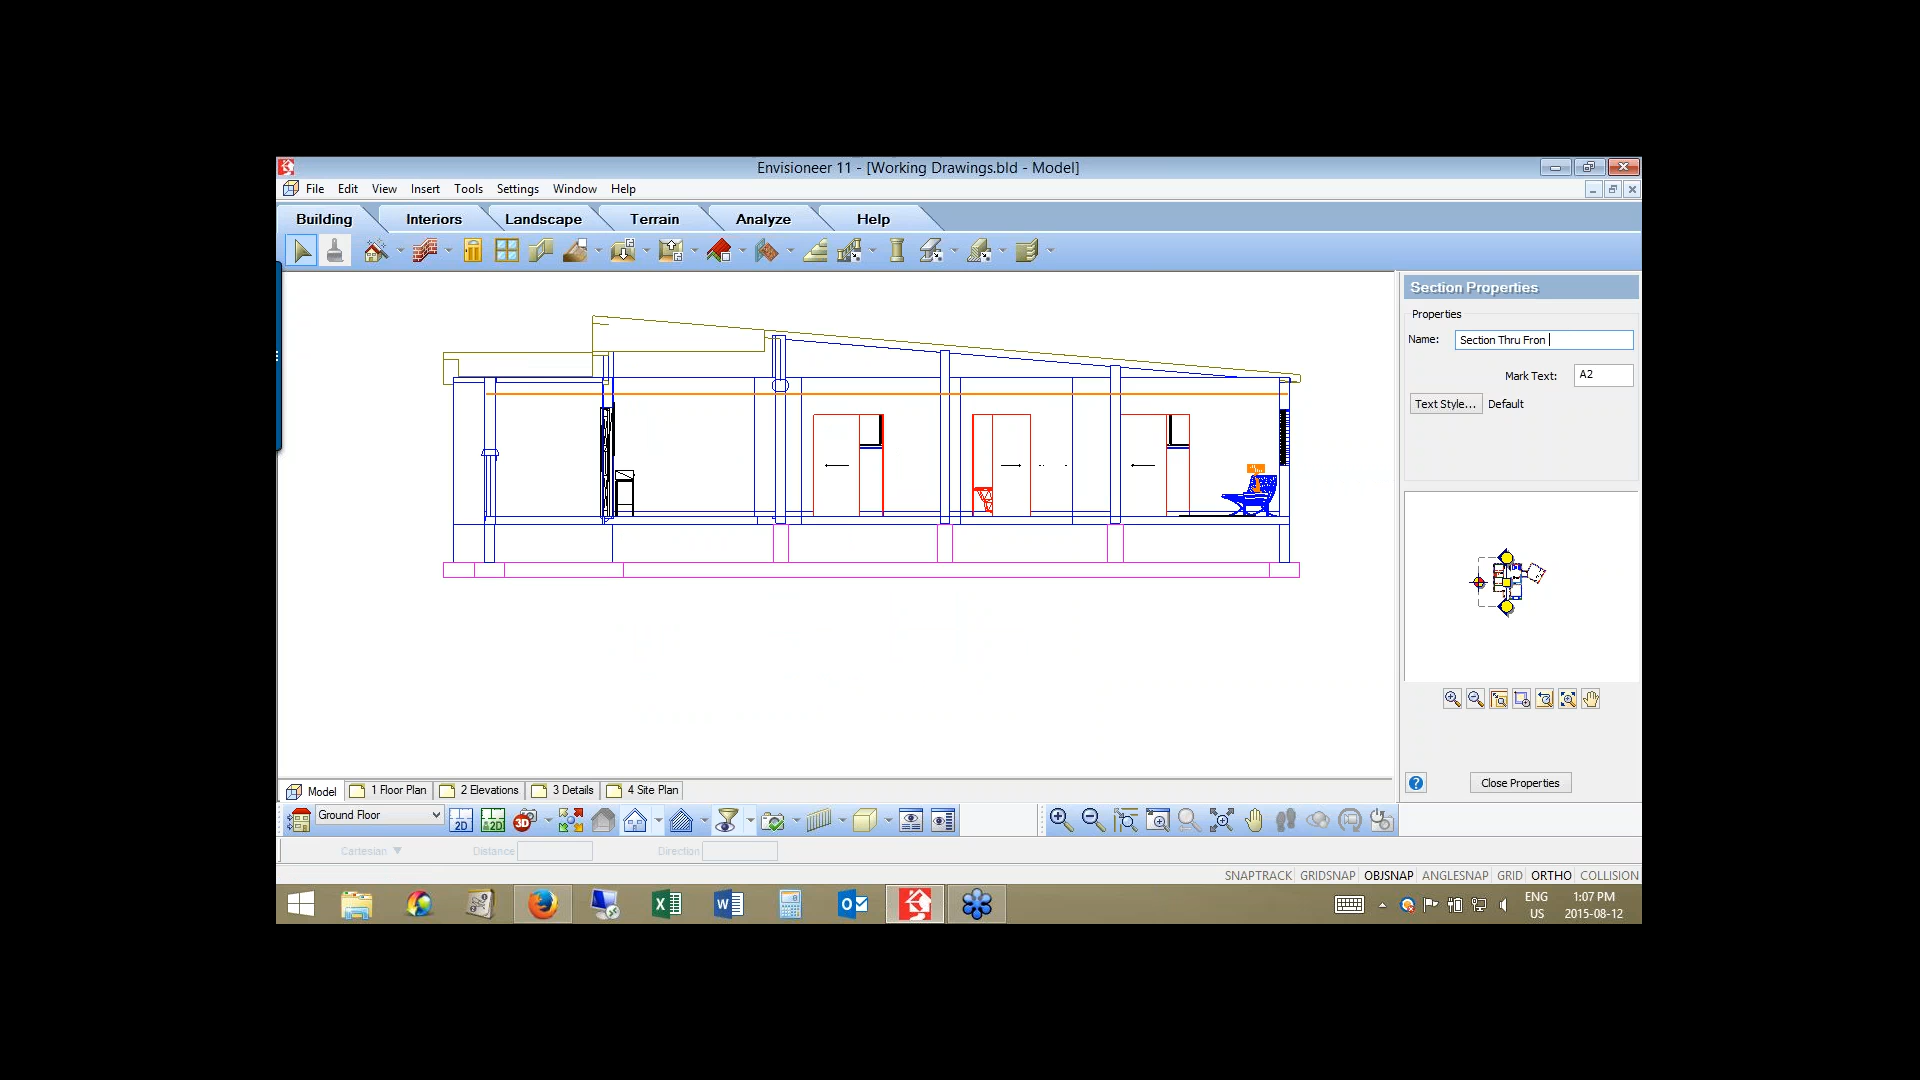 Envisioneer 11 - [Working Drawings.bld - Model]
File Edit View Insert Tools Settings Window Help
Building Interiors Landscape Terrain Analyze Help
Section Properties
Properties
Name: Section Thru Fron
Mark Text: A2
Text Style... Default
Close Properties
Model 1 Floor Plan 2 Elevations 3 Details 4 Site Plan
Ground Floor 2D 2D 3D
Cartesian Distance Direction
SNAPTRACK GRIDSNAP OBJSNAP ANGLESNAP GRID ORTHO COLLISION
ENG 1:07 PM
US 2015-08-12